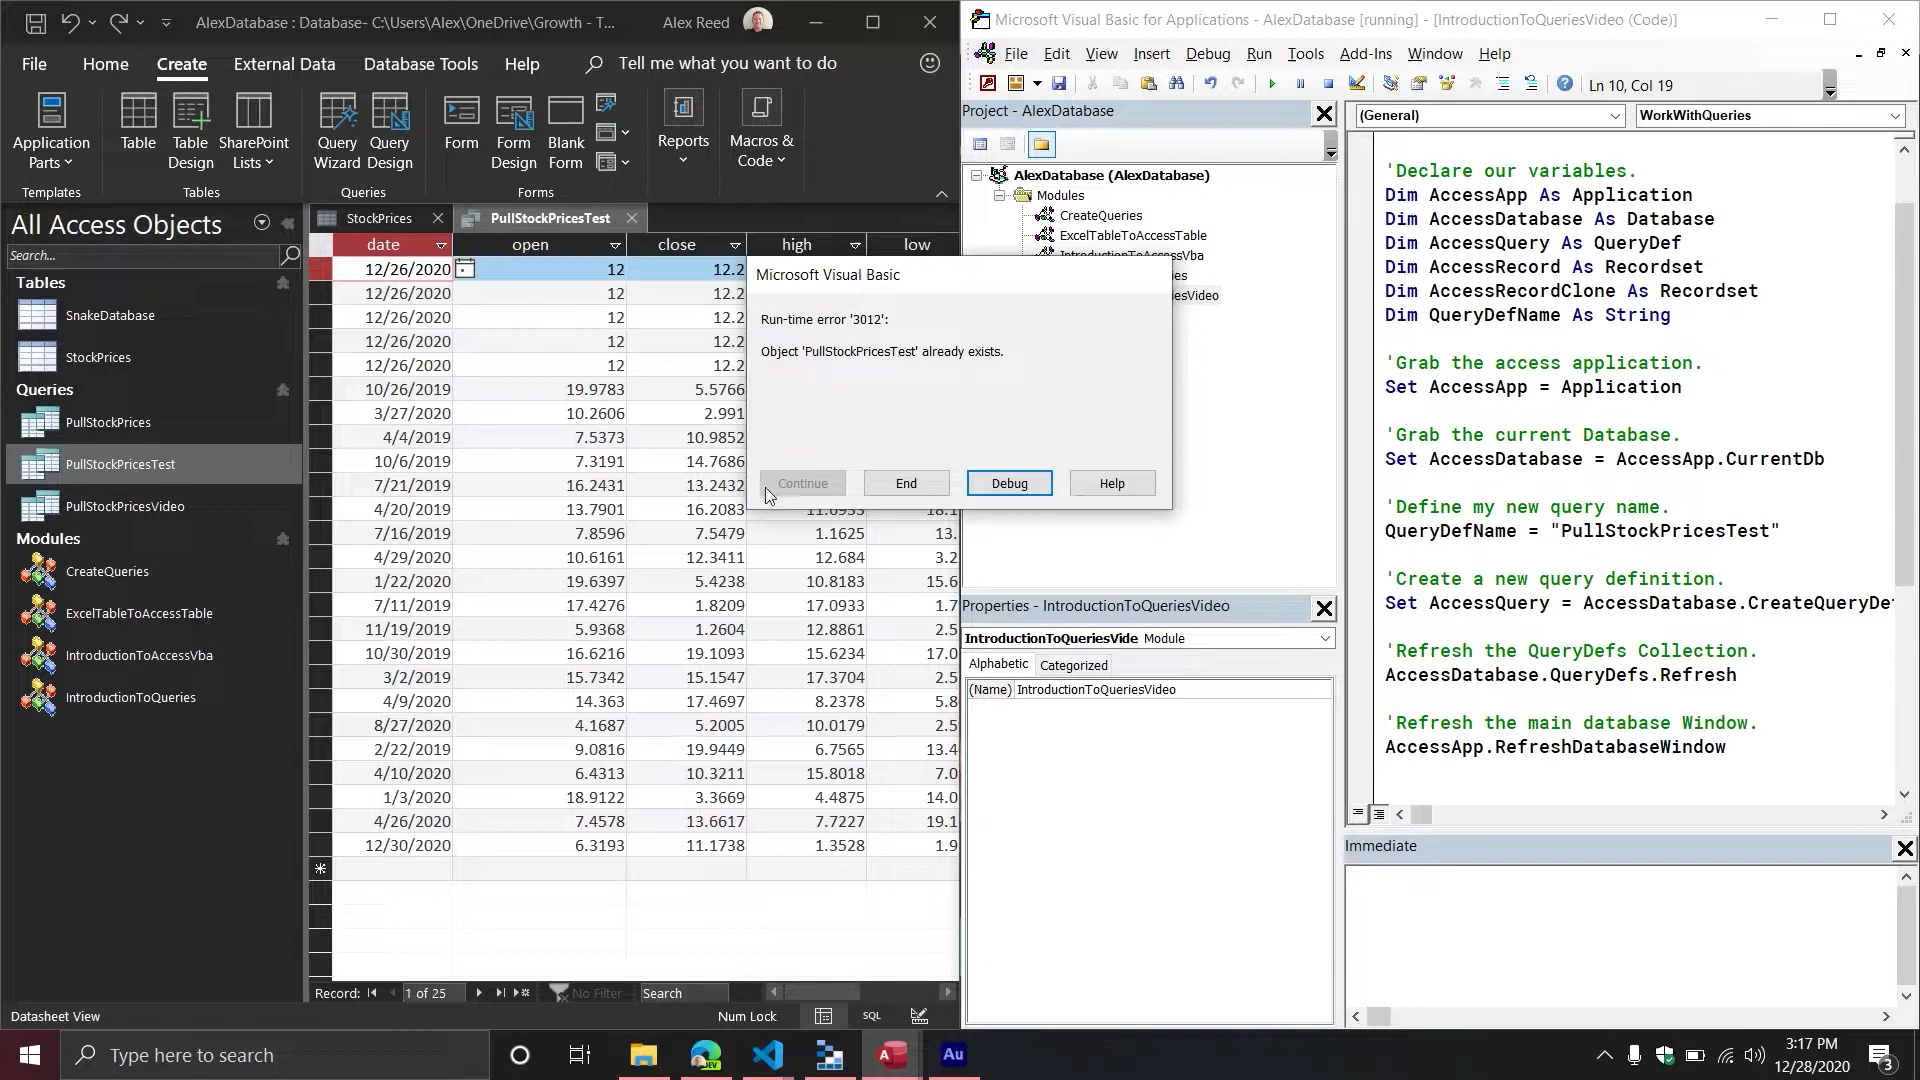 AlexDatabase : Database- C:\Users\Alex\OneDrive\Growth - T...
Alex Reed
File
Home
Create
External Data
Database Tools
Help
Tell me what you want to do
Application Parts
Table
Table Design
SharePoint Lists
Query Wizard
Query Design
Form
Form Design
Blank Form
Reports
Macros & Code
Templates
Tables
Queries
Forms
All Access Objects
Search...
Tables
SnakeDatabase
StockPrices
Queries
PullStockPrices
PullStockPricesTest
PullStockPricesVideo
Modules
CreateQueries
ExcelTableToAccessTable
IntroductionToAccessVba
IntroductionToQueries
StockPrices
PullStockPricesTest
date open close high low
12/26/2020 12 12.2
12/26/2020 12 12.2
12/26/2020 12 12.2
12/26/2020 12 12.2
12/26/2020 12 12.2
10/26/2019 19.9783 5.5766
3/27/2020 10.2606 2.991
4/4/2019 7.5373 10.9852
10/6/2019 7.3191 14.7686
7/21/2019 16.2431 13.2432
4/20/2019 13.7901 16.2083 11.6933 18.1
7/16/2019 7.8596 7.5479 1.1625 13.
4/29/2020 10.6161 12.3411 12.684 3.2
1/22/2020 19.6397 5.4238 10.8183 15.6
7/11/2019 17.4276 1.8209 17.0933 1.7
11/19/2019 5.9368 1.2604 12.8861 2.5
10/30/2019 16.6216 19.1093 15.6234 17.0
3/2/2019 15.7342 15.1547 17.3704 2.5
4/9/2020 14.363 17.4697 8.2378 5.8
8/27/2020 4.1687 5.2005 10.0179 2.5
2/22/2019 9.0816 19.9449 6.7565 13.4
4/10/2020 6.4313 10.3211 15.8018 7.0
1/3/2020 18.9122 3.3669 4.4875 14.0
4/26/2020 7.4578 13.6617 7.7227 19.1
12/30/2020 6.3193 11.1738 1.3528 1.9
Record: 1 of 25 No Filter Search
Datasheet View
Num Lock
SQL
Microsoft Visual Basic
Run-time error '3012':
Object 'PullStockPricesTest' already exists.
Continue
End
Debug
Help
Microsoft Visual Basic for Applications - AlexDatabase [running] - [IntroductionToQueriesVideo (Code)]
File Edit View Insert Debug Run Tools Add-Ins Window Help
Ln 10, Col 19
Project - AlexDatabase
AlexDatabase (AlexDatabase)
Modules
CreateQueries
ExcelTableToAccessTable
IntroductionToAccessVba
ies
iesVideo
Properties - IntroductionToQueriesVideo
IntroductionToQueriesVide Module
Alphabetic
Categorized
(Name) IntroductionToQueriesVideo
(General)
WorkWithQueries
'Declare our variables.
Dim AccessApp As Application
Dim AccessDatabase As Database
Dim AccessQuery As QueryDef
Dim AccessRecord As Recordset
Dim AccessRecordClone As Recordset
Dim QueryDefName As String
'Grab the access application.
Set AccessApp = Application
'Grab the current Database.
Set AccessDatabase = AccessApp.CurrentDb
'Define my new query name.
QueryDefName = "PullStockPricesTest"
'Create a new query definition.
Set AccessQuery = AccessDatabase.CreateQueryDef
'Refresh the QueryDefs Collection.
AccessDatabase.QueryDefs.Refresh
'Refresh the main database Window.
AccessApp.RefreshDatabaseWindow
Immediate
Type here to search
DEV
A
Au
3:17 PM
12/28/2020
3